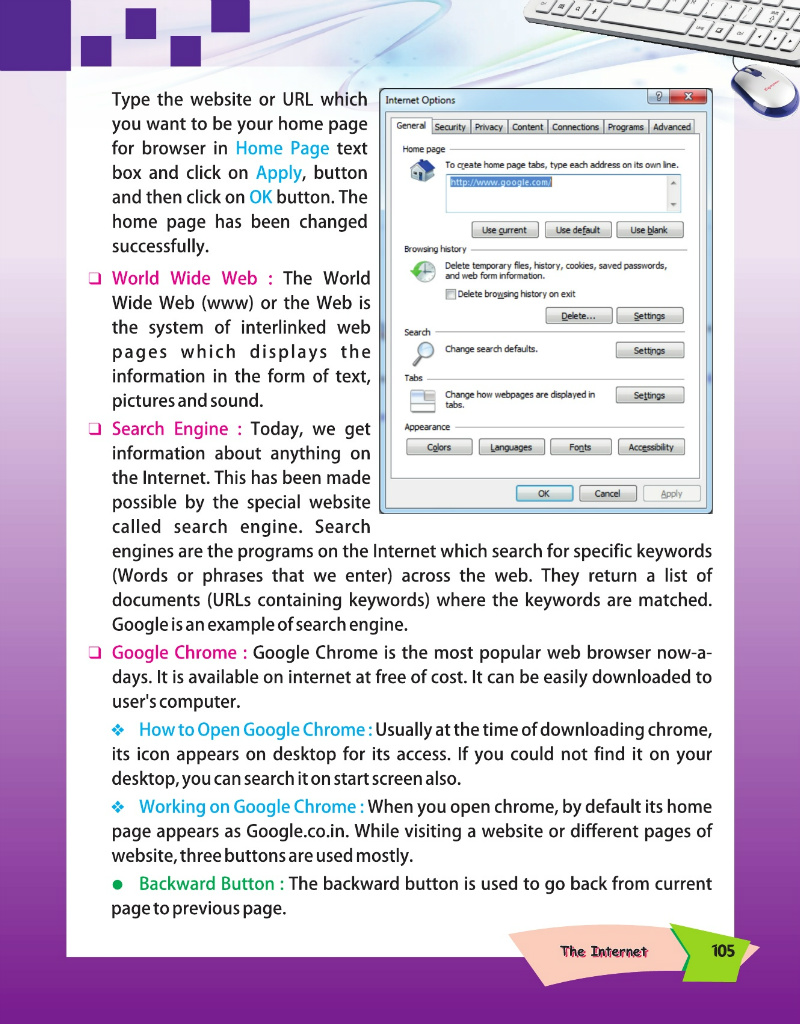 Type the website or URL which
you want to be your home page
for browser in Home Page text
box and click on Apply, button
and then click on OK button. The
home page has been changed
successfully.
❑ World Wide Web : The World
Wide Web (www) or the Web is
the system of interlinked web
pages which displays the
information in the form of text,
pictures and sound.
❑ Search Engine : Today, we get
information about anything on
the Internet. This has been made
possible by the special website
called search engine. Search
engines are the programs on the Internet which search for specific keywords
(Words or phrases that we enter) across the web. They return a list of
documents (URLs containing keywords) where the keywords are matched.
Google is an example of search engine.
Internet Options
General Security Privacy Content Connections Programs Advanced
Home page
To create home page tabs, type each address on its own line.
http://www.google.com/
Use current Use default Use blank
Browsing history
Delete temporary files, history, cookies, saved passwords,
and web form information.
Delete browsing history on exit
Delete... Settings
Search
Change search defaults. Settings
Tabs
Change how webpages are displayed in
tabs.
Settings
Appearance
Colors Languages Fonts Accessibility
OK Cancel Apply
❑ Google Chrome : Google Chrome is the most popular web browser now-a-
days. It is available on internet at free of cost. It can be easily downloaded to
user's computer.
❖ How to Open Google Chrome : Usually at the time of downloading chrome,
its icon appears on desktop for its access. If you could not find it on your
desktop, you can search it on start screen also.
❖ Working on Google Chrome : When you open chrome, by default its home
page appears as Google.co.in. While visiting a website or different pages of
website, three buttons are used mostly.
● Backward Button : The backward button is used to go back from current
page to previous page.
The Internet 105